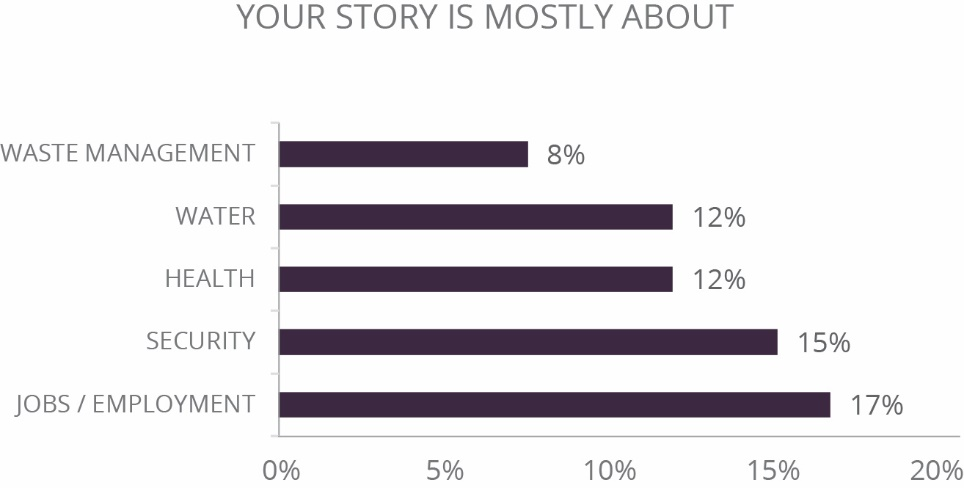 YOUR STORY IS MOSTLY ABOUT
WASTE MANAGEMENT 8%
WATER 12%
HEALTH 12%
SECURITY 15%
JOBS / EMPLOYMENT 17%
0% 5% 10% 15% 20%